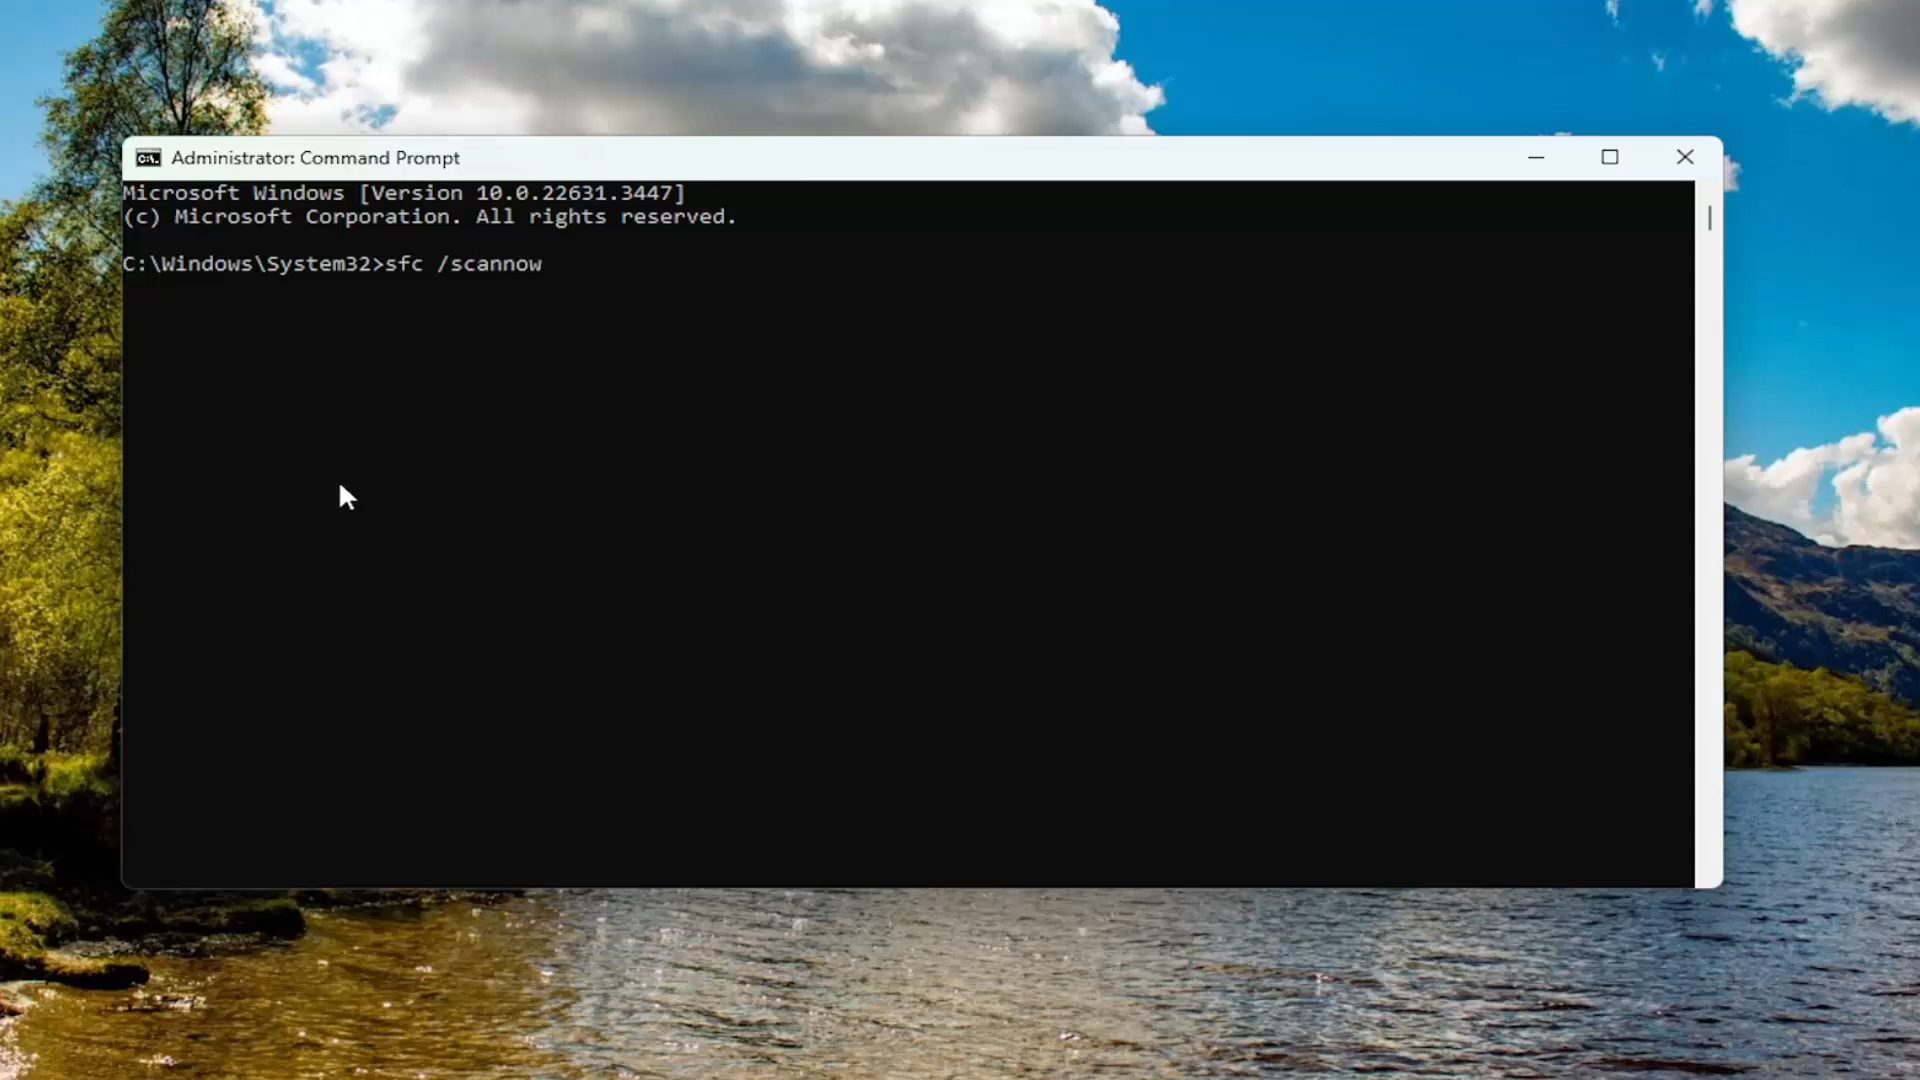 Administrator: Command Prompt
Microsoft Windows [Version 10.0.22631.3447]
(c) Microsoft Corporation. All rights reserved.
C:\Windows\System32>sfc /scannow